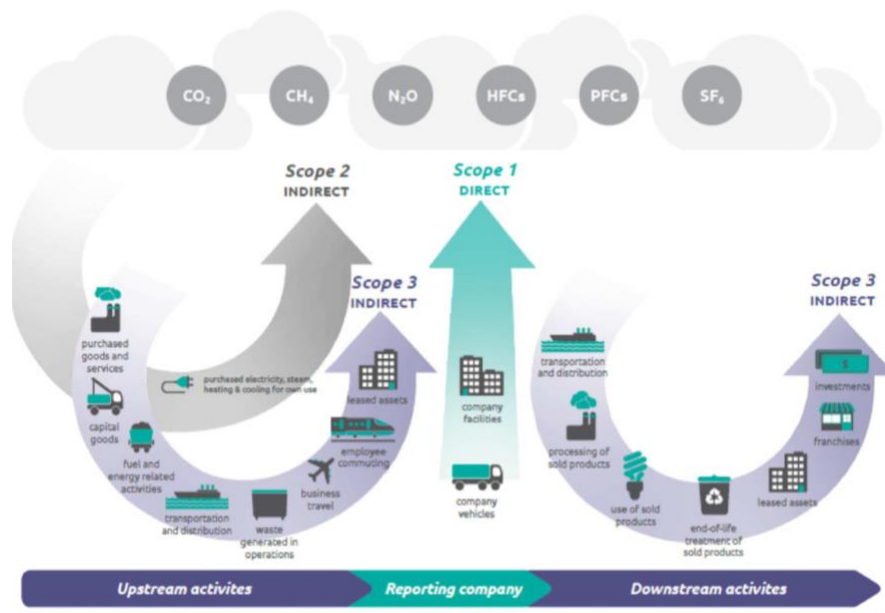 CO₂
CH₄
N₂O
HFCs
PFCs
SF₆
Scope 2
INDIRECT
Scope 1
DIRECT
Scope 3
INDIRECT
Scope 3
INDIRECT
purchased
goods and
services
capital
goods
fuel and
energy related
activities
transportation
and distribution
waste
generated in
operations
business
travel
employee
commuting
leased assets
purchased electricity, steam,
heating & cooling for own use
company
facilities
company
vehicles
transportation
and distribution
processing of
sold products
use of sold
products
end-of-life
treatment of
sold products
leased assets
franchises
investments
$
Upstream activites
Reporting company
Downstream activites